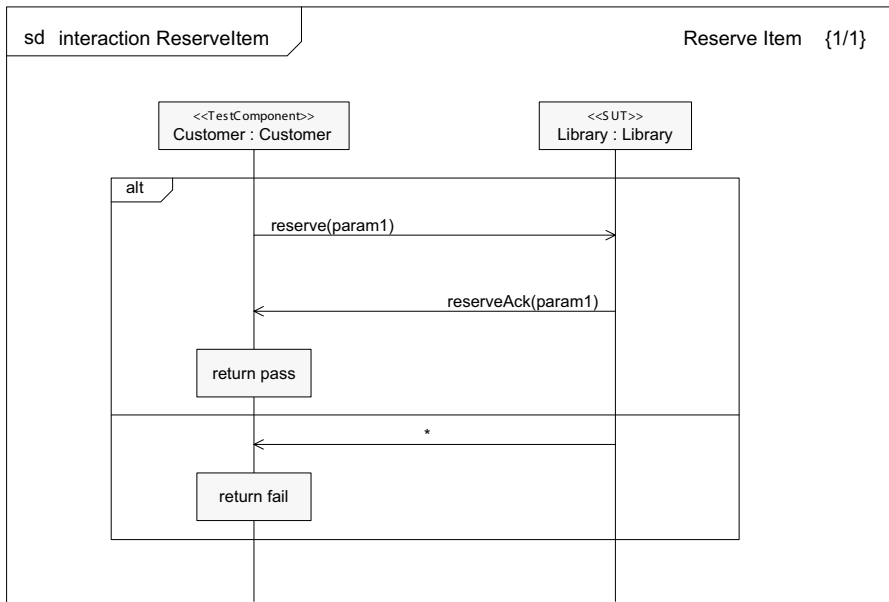 sd interaction ReserveItem
Reserve Item {1/1}
<<TestComponent>>
Customer : Customer
<<SUT>>
Library : Library
alt
reserve(param1)
reserveAck(param1)
return pass
*
return fail